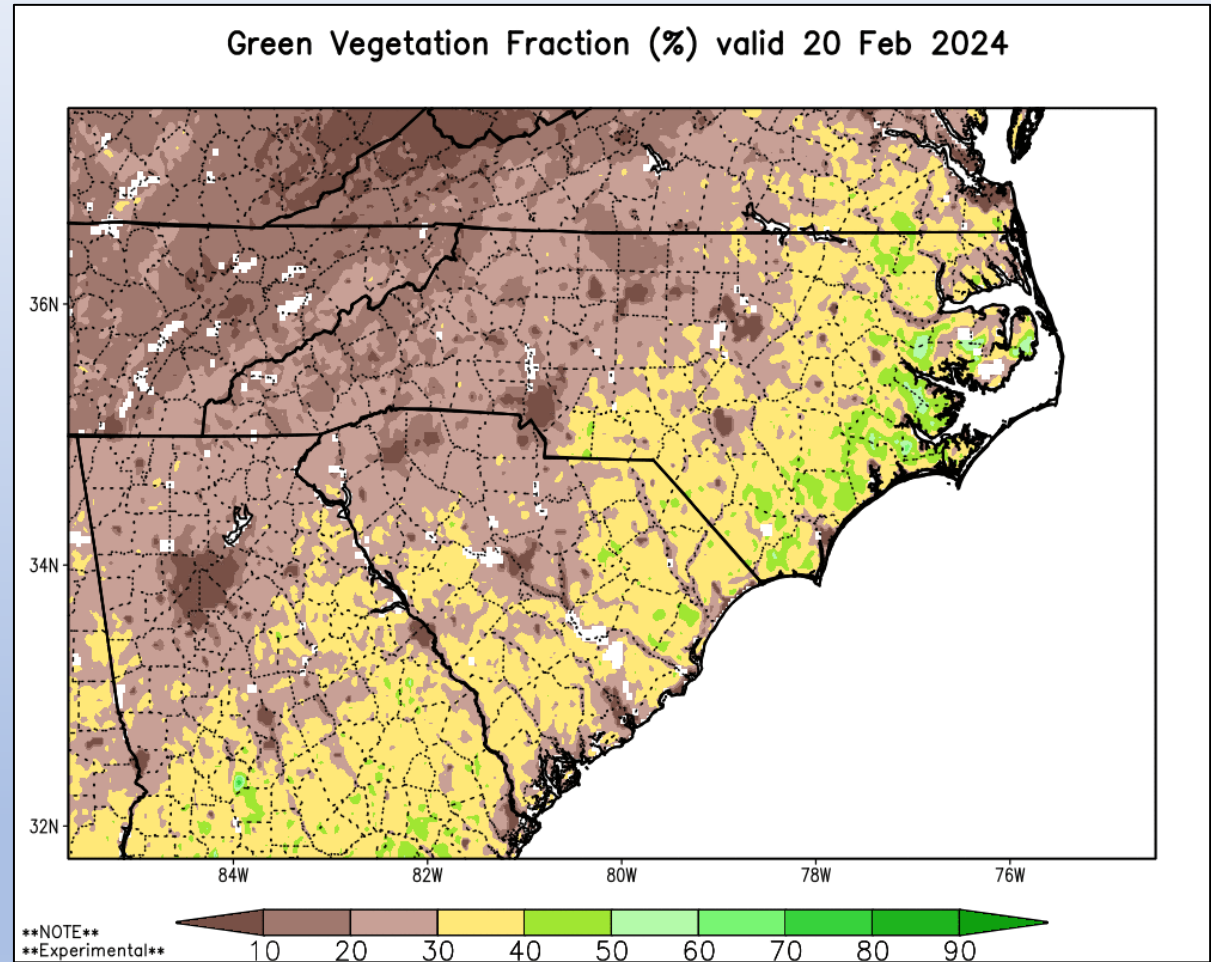 Green Vegetation Fraction (%) valid 20 Feb 2024
36N
34N
32N
84W 82W 80W 78W 76W
**NOTE**
**Experimental**
10 20 30 40 50 60 70 80 90